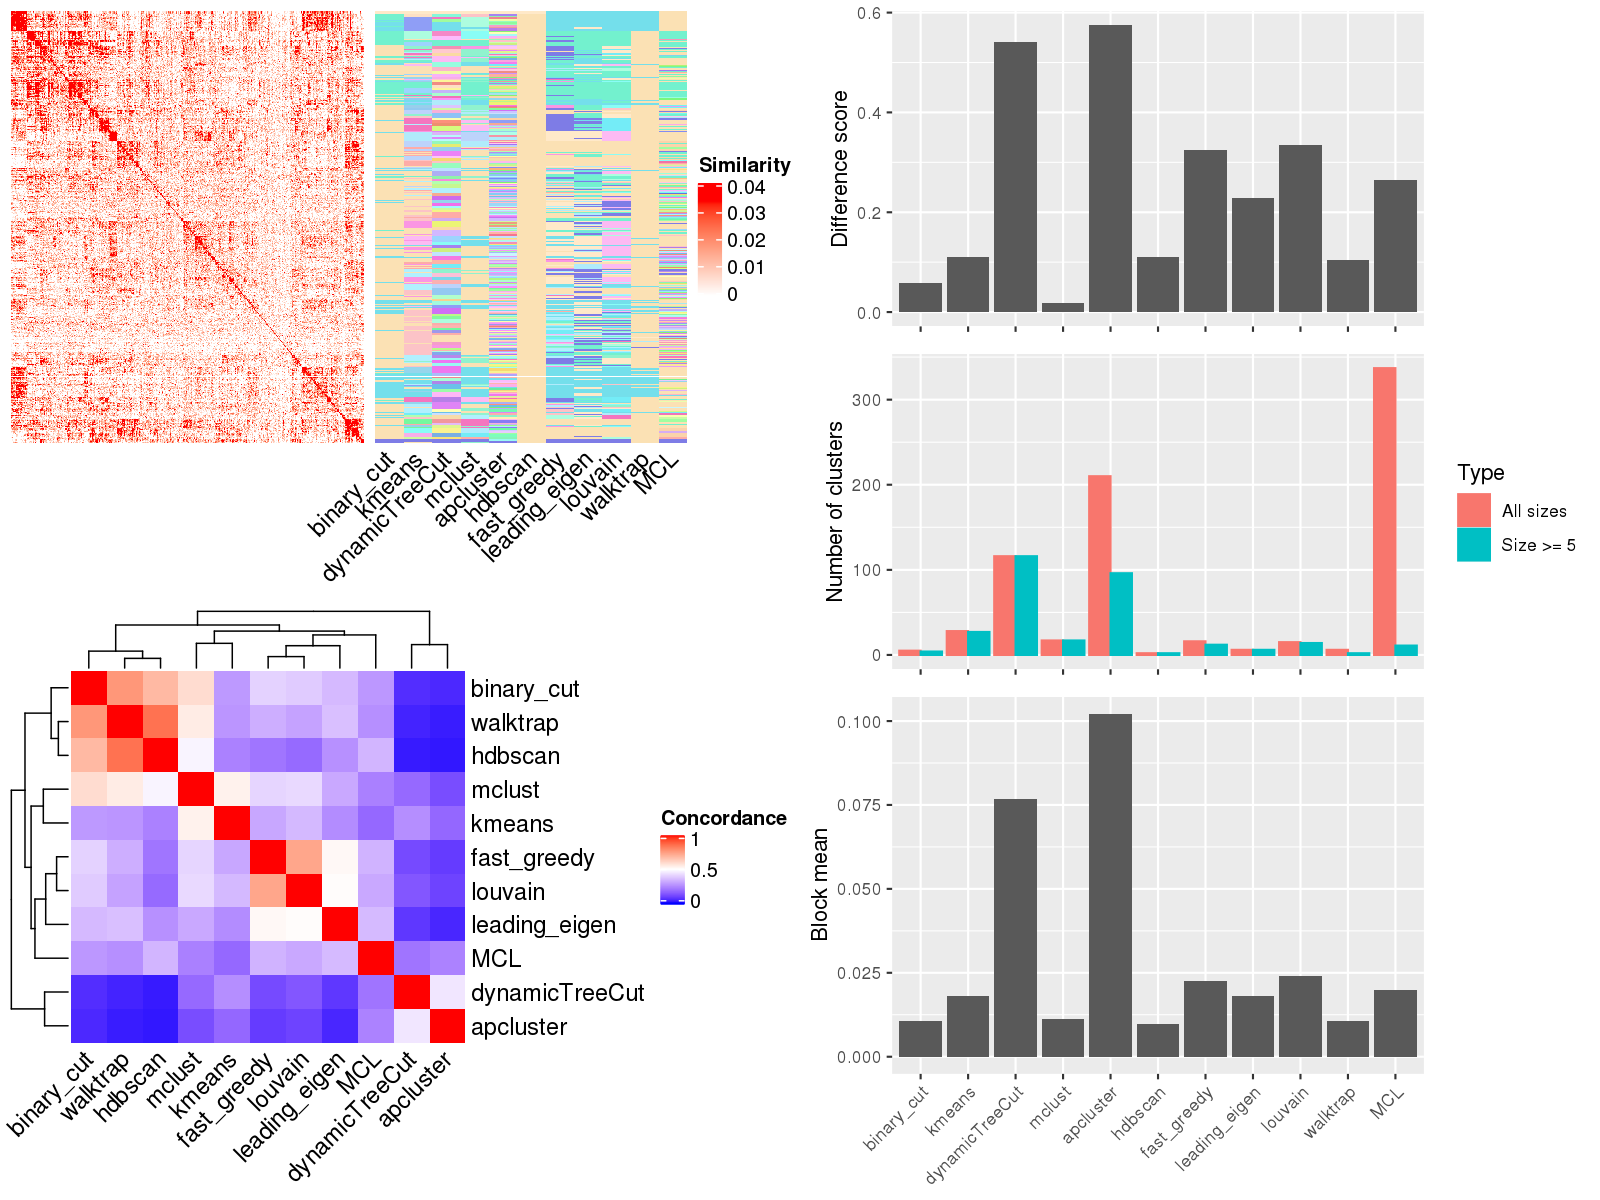 Similarity
0.04
0.03
0.02
0.01
0
binary_cut
kmeans
dynamicTreeCut
mclust
apcluster
hdbscan
fast_greedy
leading_eigen
louvain
walktrap
MCL
binary_cut
walktrap
hdbscan
mclust
kmeans
fast_greedy
louvain
leading_eigen
MCL
dynamicTreeCut
apcluster
Concordance
1
0.5
0
binary_cut
walktrap
hdbscan
mclust
kmeans
fast_greedy
louvain
leading_eigen
MCL
dynamicTreeCut
apcluster
Difference score
0.6
0.4
0.2
0.0
Number of clusters
300
200
100
0
Type
All sizes
Size >= 5
Block mean
0.100
0.075
0.050
0.025
0.000
binary_cut
kmeans
dynamicTreeCut
mclust
apcluster
hdbscan
fast_greedy
leading_eigen
louvain
walktrap
MCL